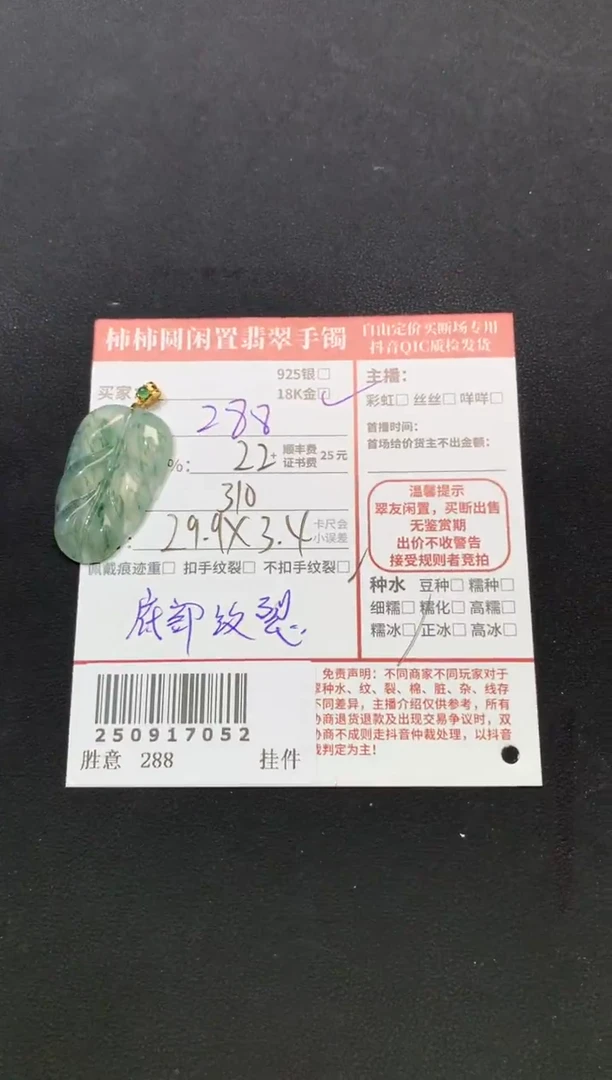 柿柿圆闲置翡翠手镯
自由定价买断场专用
抖音QIC质检发货
925银□
买家
18K金□
288
%: 22+ 顺丰费 证书费 25元
310
29.9X3.4 卡尺会 小误差
佩戴痕迹重□ 扣手纹裂□ 不扣手纹裂□
底部纹裂.
主播:
彩虹□ 丝丝□ 咩咩□
首播时间:
首场给价货主不出金额:
温馨提示
翠友闲置，买断出售
无鉴赏期
出价不收警告
接受规则者竞拍
种水 豆种□ 糯种□
细糯□ 糯化□ 高糯□
糯冰□ 正冰□ 高冰□
免责声明: 不同商家不同玩家对于
种水、纹、裂、棉、脏、杂、线存
不同差异，主播介绍仅供参考，所有
协商退货退款及出现交易争议时，双
协商不成则走抖音仲裁处理，以抖音
判定为主!
250917052
胜意 288 挂件